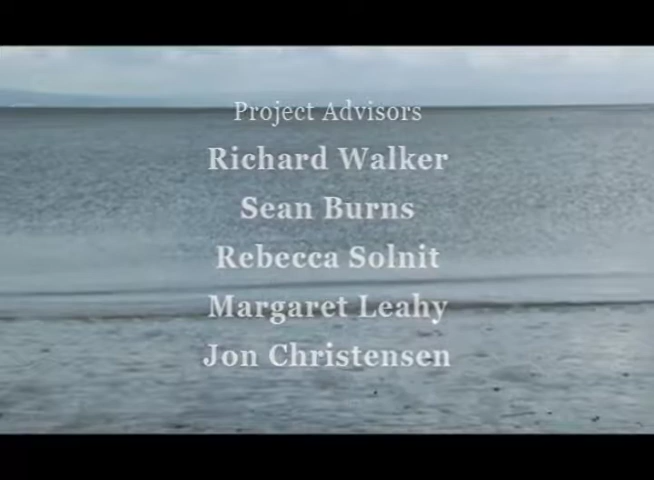 Project Advisors
Richard Walker
Sean Burns
Rebecca Solnit
Margaret Leahy
Jon Christensen